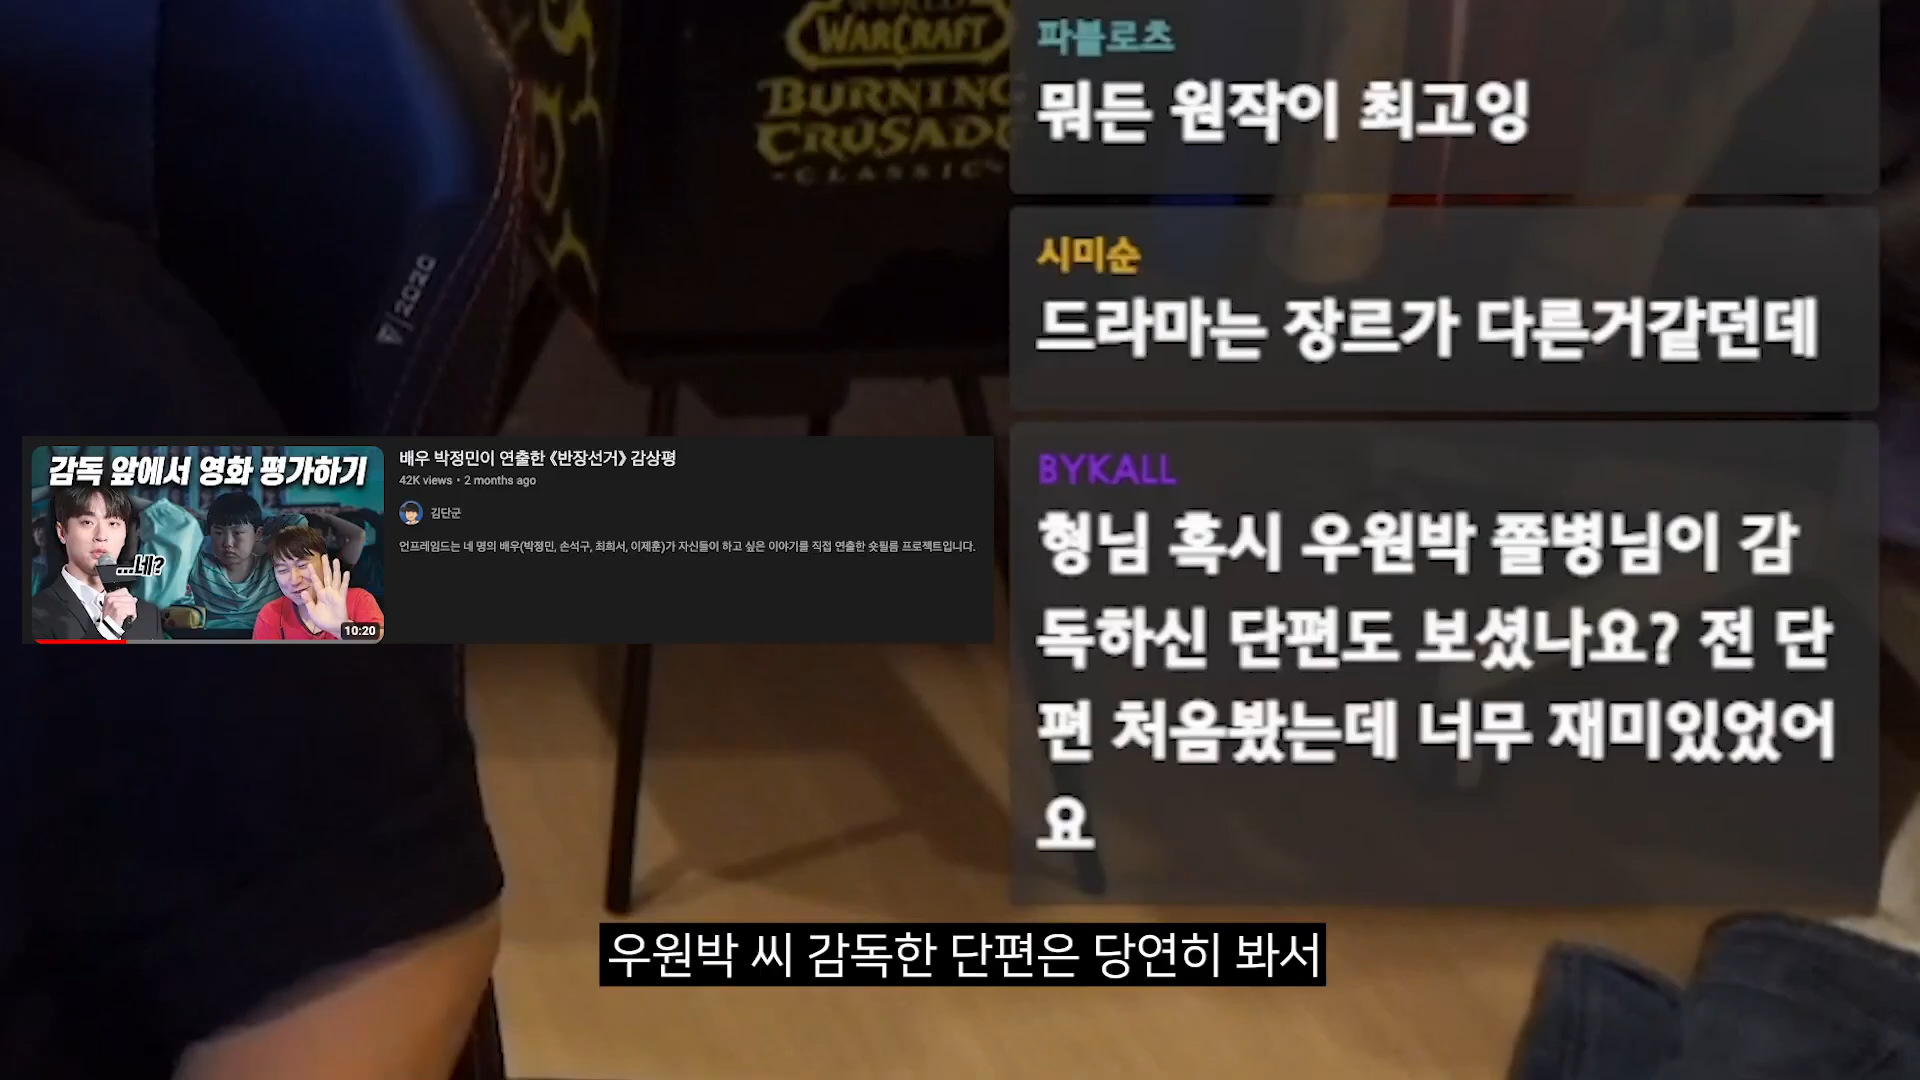 WORLD
WARCRAFT
BURNING
CRUSADE
CLASSIC
2020
파블로츠
뭐든 원작이 최고잉
시미순
드라마는 장르가 다른거같던데
BYKALL
형님 혹시 우원박 쫄병님이 감
독하신 단편도 보셨나요? 전 단
편 처음봤는데 너무 재미있었어
요
감독 앞에서 영화 평가하기
...네?
10:20
배우 박정민이 연출한 《반장선거》 감상평
42K views • 2 months ago
김단군
언프레임드는 네 명의 배우(박정민, 손석구, 최희서, 이제훈)가 자신들이 하고 싶은 이야기를 직접 연출한 숏필름 프로젝트입니다.
우원박 씨 감독한 단편은 당연히 봐서